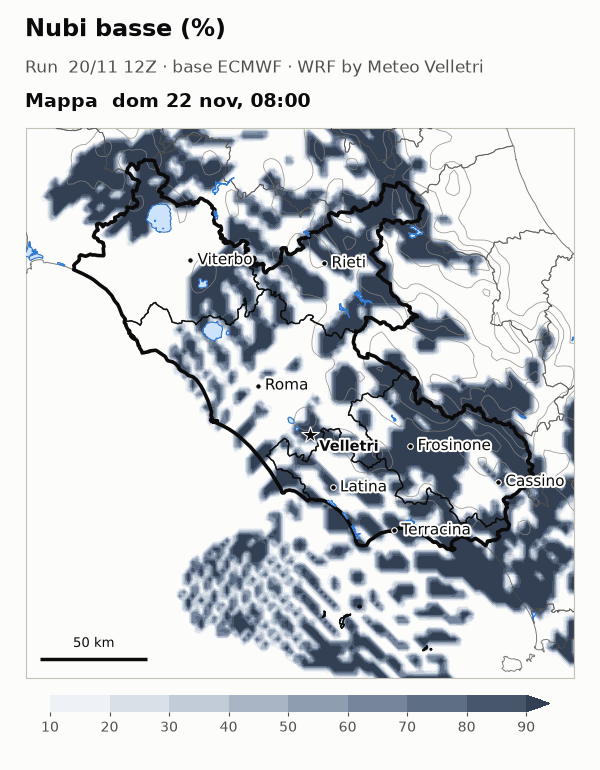 Nubi basse (%)
Run 20/11 12Z · base ECMWF · WRF by Meteo Velletri
Mappa dom 22 nov, 08:00
Viterbo
Rieti
Roma
Velletri
Frosinone
Cassino
Latina
Terracina
50 km
10 20 30 40 50 60 70 80 90